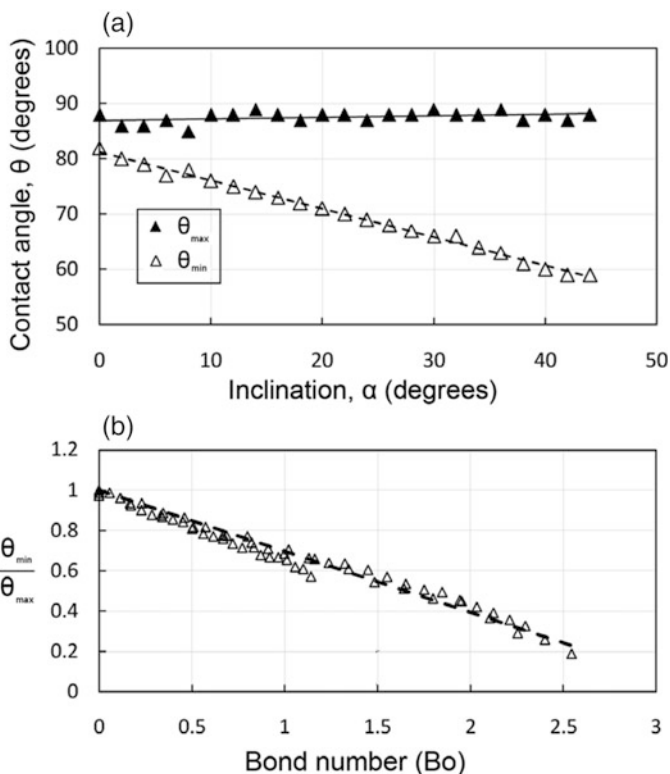 (a)
Contact angle, θ (degrees)
100
90
80
70
60
50
▲ θmax
△ θmin
0 10 20 30 40 50
Inclination, α (degrees)
(b)
θmin
θmax
1.2
1
0.8
0.6
0.4
0.2
0
0 0.5 1 1.5 2 2.5 3
Bond number (Bo)